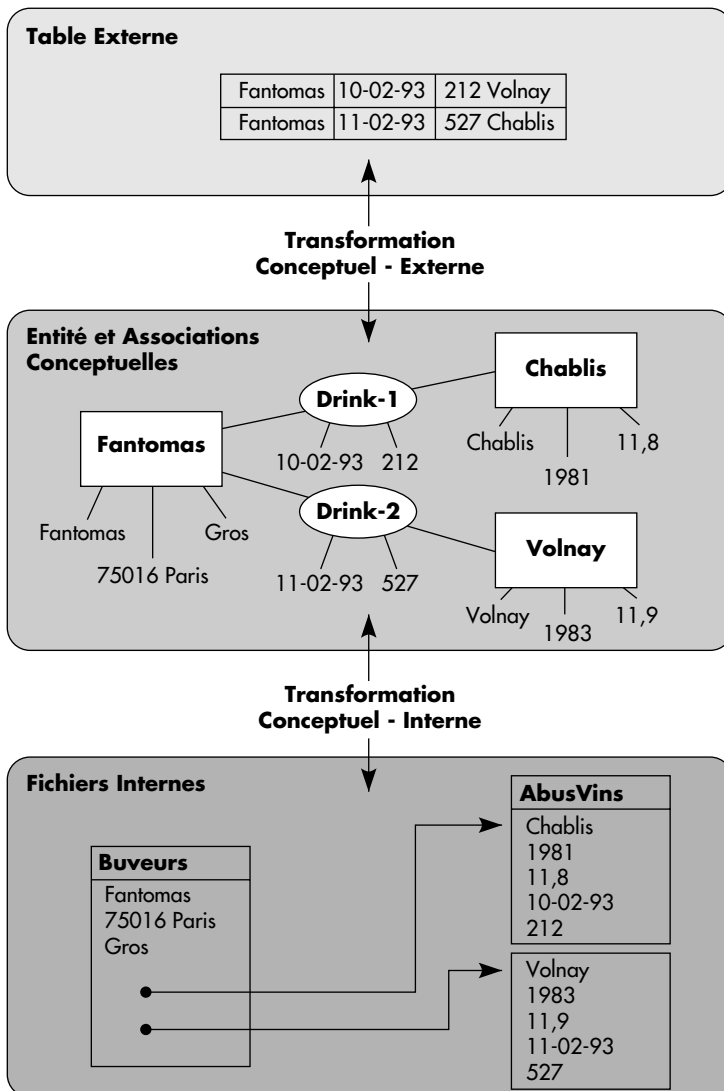 Table Externe
Fantomas 10-02-93 212 Volnay
Fantomas 11-02-93 527 Chablis
Transformation
Conceptuel - Externe
Entité et Associations
Conceptuelles
Fantomas
Fantomas
75016 Paris
Gros
Drink-1
10-02-93 212
Chablis
Chablis
1981
11,8
Drink-2
11-02-93 527
Volnay
Volnay
1983
11,9
Transformation
Conceptuel - Interne
Fichiers Internes
Buveurs
Fantomas
75016 Paris
Gros
AbusVins
Chablis
1981
11,8
10-02-93
212
Volnay
1983
11,9
11-02-93
527